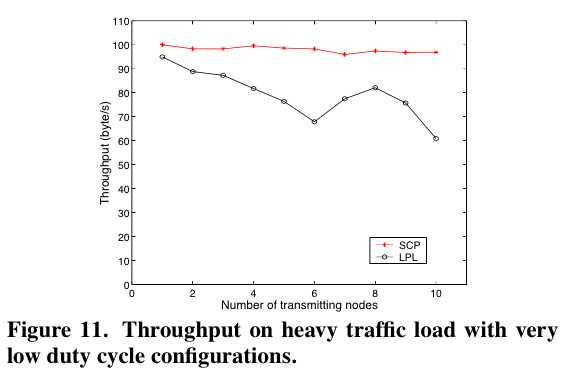 110
100
90
80
70
60
50
40
30
20
10
0
Throughput (byte/s)
SCP
LPL
0 2 4 6 8 10
Number of transmitting nodes
Figure 11. Throughput on heavy traffic load with very
low duty cycle configurations.